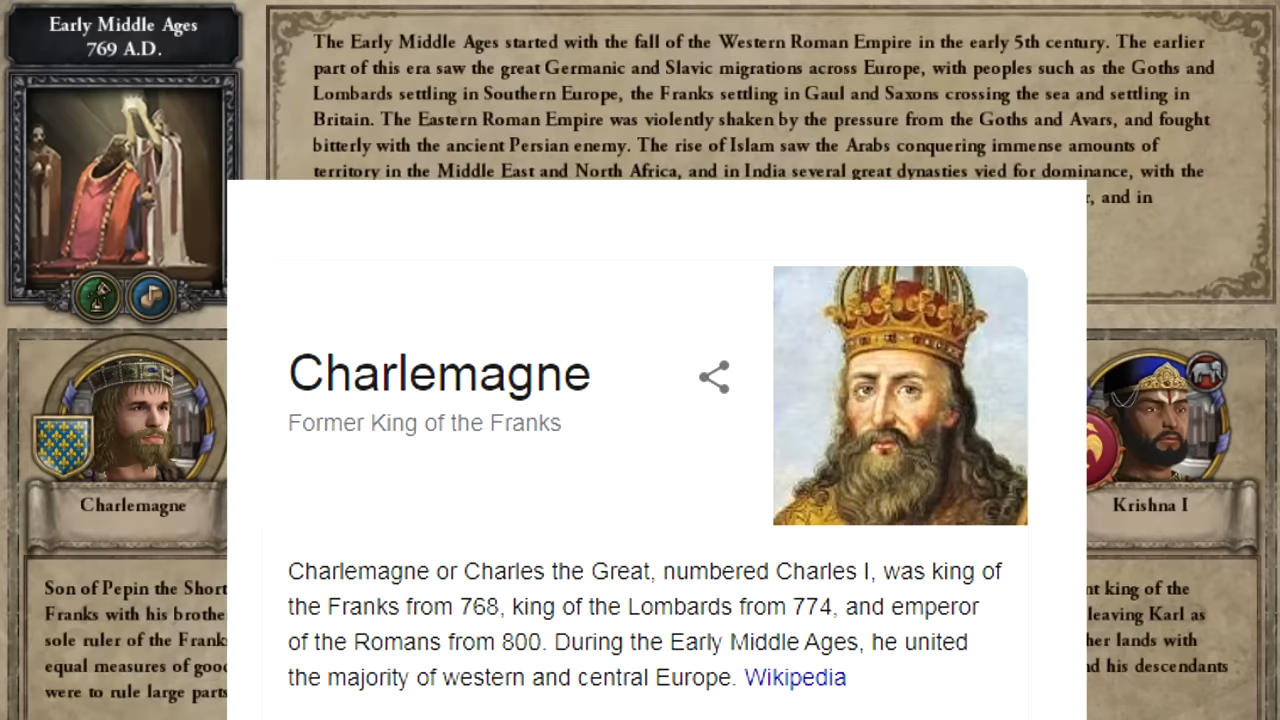 Early Middle Ages
769 A.D.
The Early Middle Ages started with the fall of the Western Roman Empire in the early 5th century. The earlier
part of this era saw the great Germanic and Slavic migrations across Europe, with peoples such as the Goths and
Lombards settling in Southern Europe, the Franks settling in Gaul and Saxons crossing the sea and settling in
Britain. The Eastern Roman Empire was violently shaken by the pressure from the Goths and Avars, and fought
bitterly with the ancient Persian enemy. The rise of Islam saw the Arabs conquering immense amounts of
territory in the Middle East and North Africa, and in India several great dynasties vied for dominance, with the
, and in
Charlemagne
Former King of the Franks
Charlemagne or Charles the Great, numbered Charles I, was king of
the Franks from 768, king of the Lombards from 774, and emperor
of the Romans from 800. During the Early Middle Ages, he united
the majority of western and central Europe. Wikipedia
Charlemagne
Son of Pepin the Short
Franks with his brothe
sole ruler of the Frank
equal measures of goo
were to rule large parts
Krishna I
nt king of the
leaving Karl as
her lands with
nd his descendants